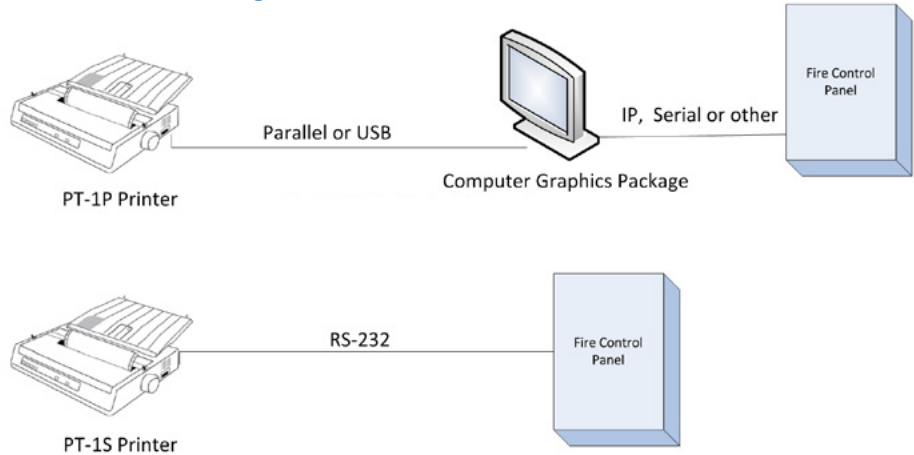 Parallel or USB
IP, Serial or other
Fire Control
Panel
PT-1P Printer
Computer Graphics Package
RS-232
Fire Control
Panel
PT-1S Printer